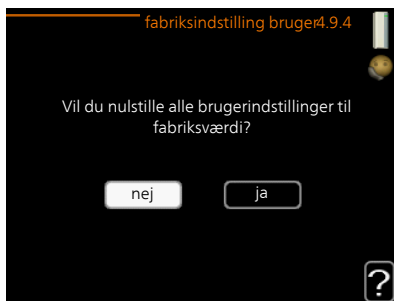 fabriksindstilling bruger4.9.4
Vil du nulstille alle brugerindstillinger til
fabriksværdi?
nej
ja
?